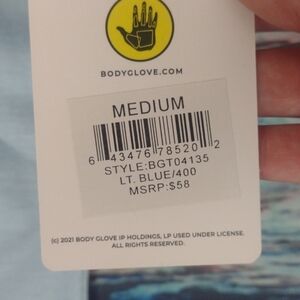 BODYGLOVE.COM
MEDIUM
6 43476 78520 2
STYLE:BGT04135
LT. BLUE/400
MSRP:$58
(c) 2021 BODY GLOVE IP HOLDINGS, LP USED UNDER LICENSE.
ALL RIGHTS RESERVED.